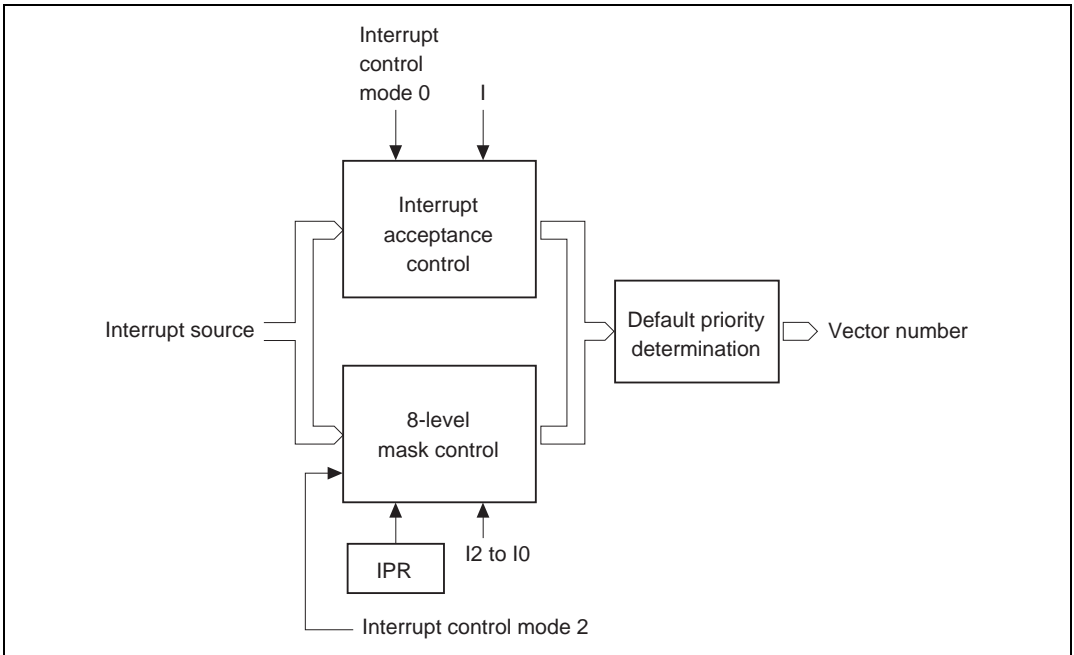 Interrupt
control
mode 0
I
Interrupt
acceptance
control
Interrupt source
Default priority
determination
Vector number
8-level
mask control
IPR
I2 to I0
Interrupt control mode 2